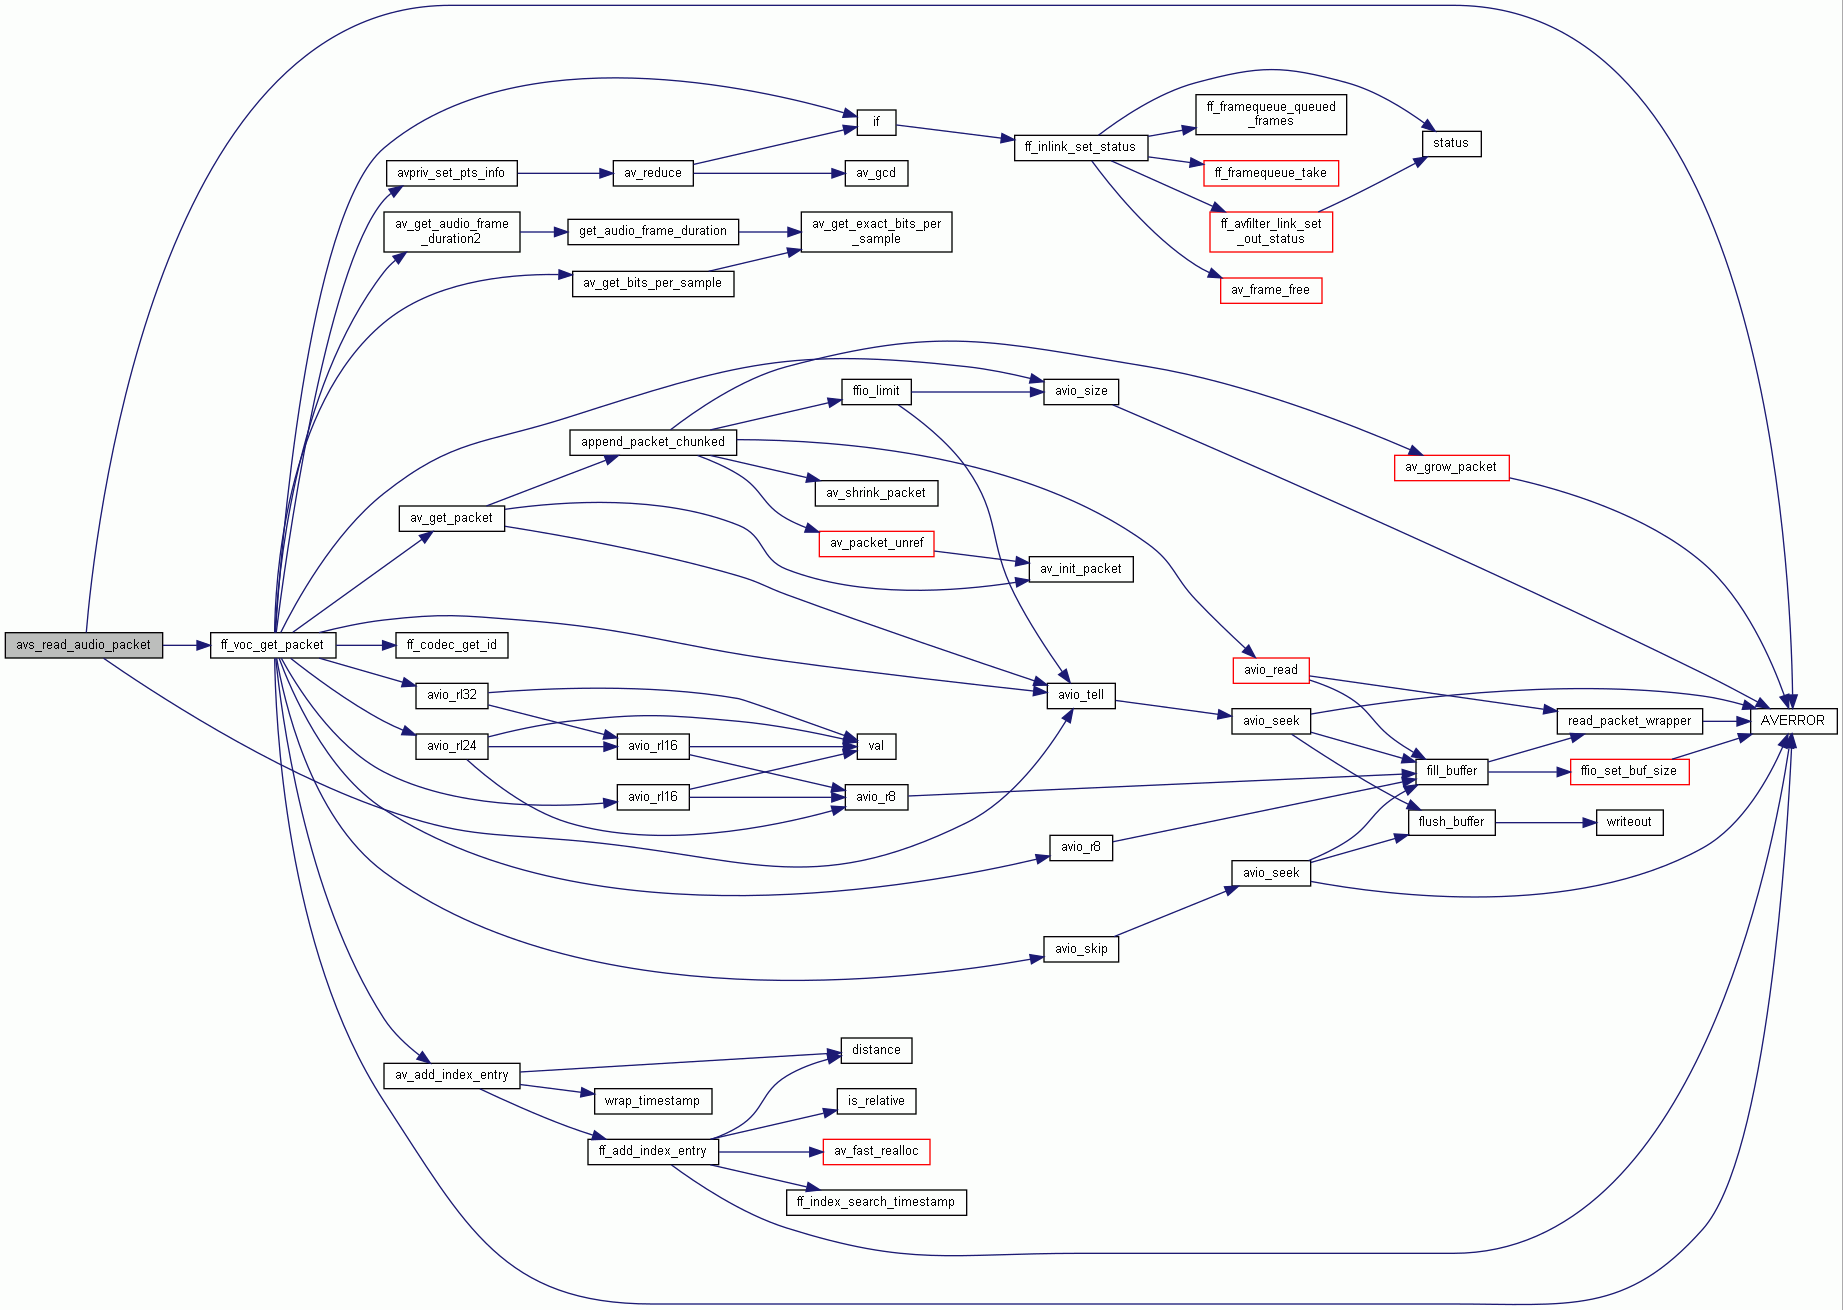 if
ff_framequeue_queued
_frames
ff_inlink_set_status
status
avpriv_set_pts_info
av_reduce
av_gcd
ff_framequeue_take
av_get_audio_frame
_duration2
get_audio_frame_duration
av_get_exact_bits_per
_sample
ff_avfilter_link_set
_out_status
av_get_bits_per_sample
av_frame_free
ffio_limit
avio_size
append_packet_chunked
av_grow_packet
av_shrink_packet
av_get_packet
av_packet_unref
av_init_packet
avs_read_audio_packet
ff_voc_get_packet
ff_codec_get_id
avio_read
avio_rl32
avio_tell
avio_seek
read_packet_wrapper
AVERROR
avio_rl24
avio_rl16
val
fill_buffer
ffio_set_buf_size
avio_rl16
avio_r8
flush_buffer
writeout
avio_r8
avio_seek
avio_skip
distance
av_add_index_entry
wrap_timestamp
is_relative
ff_add_index_entry
av_fast_realloc
ff_index_search_timestamp